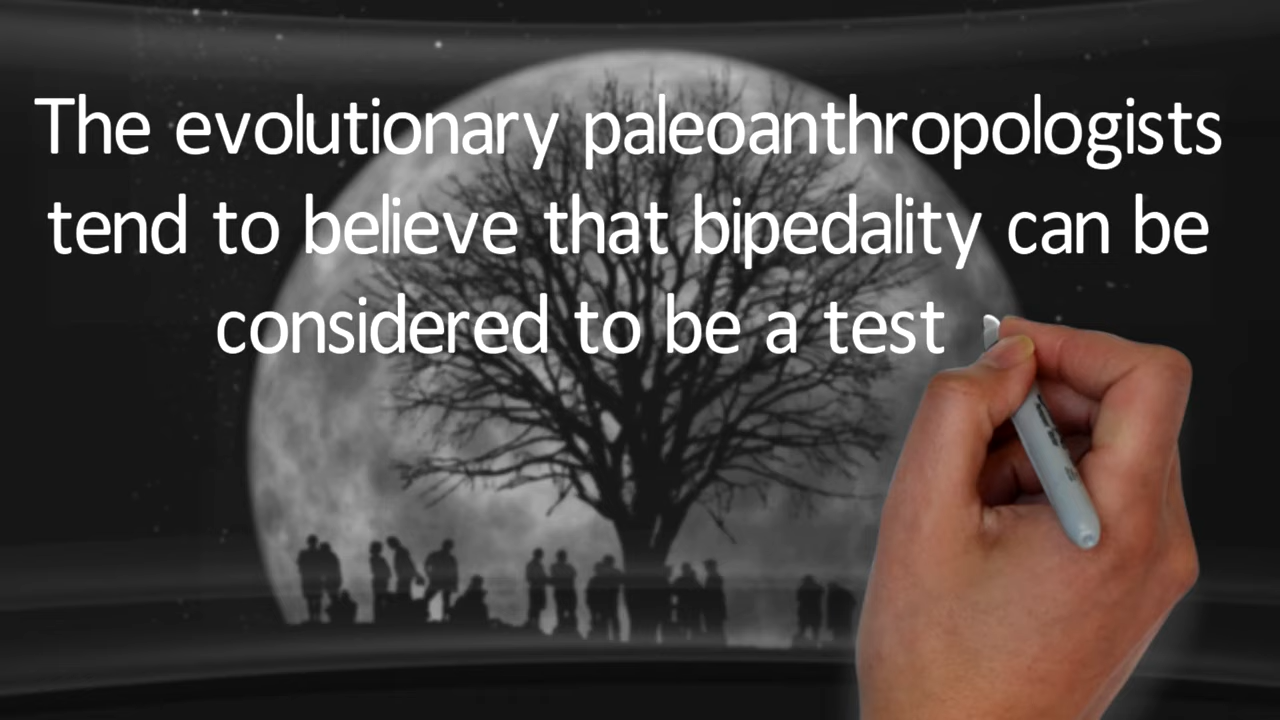 The evolutionary paleoanthropologists
tend to believe that bipedality can be
considered to be a test